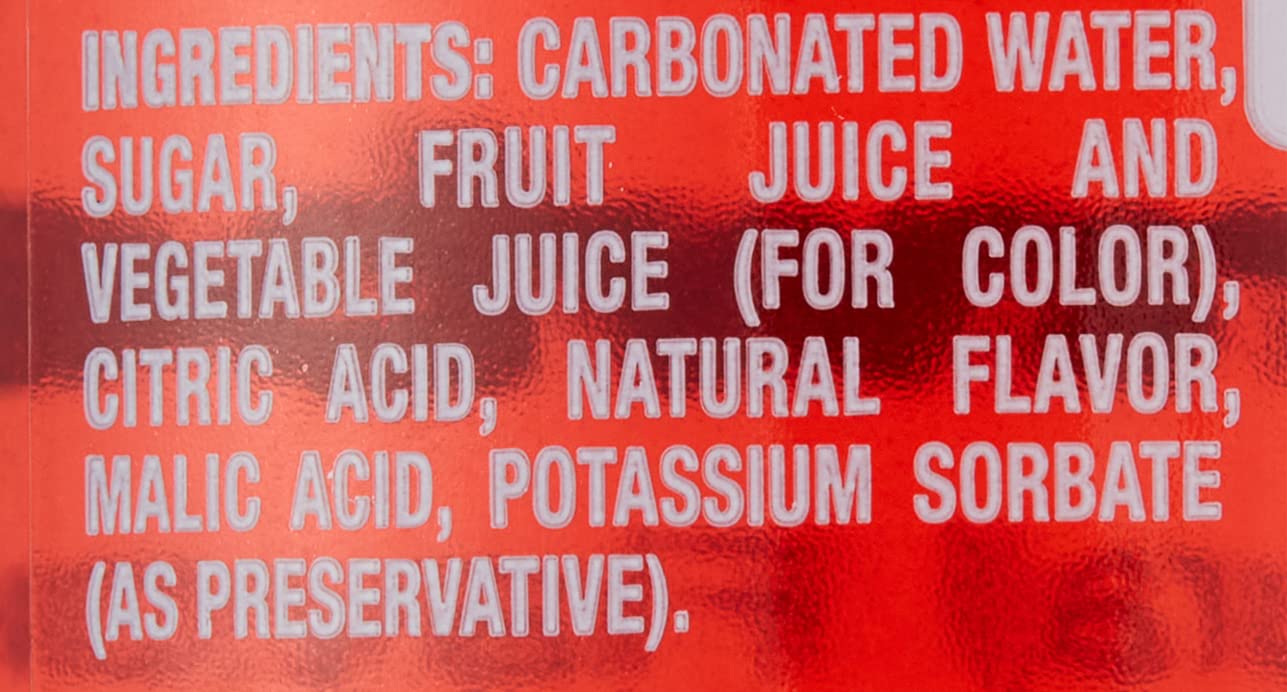 INGREDIENTS: CARBONATED WATER,
SUGAR, FRUIT JUICE AND
VEGETABLE JUICE (FOR COLOR),
CITRIC ACID, NATURAL FLAVOR,
MALIC ACID, POTASSIUM SORBATE
(AS PRESERVATIVE).